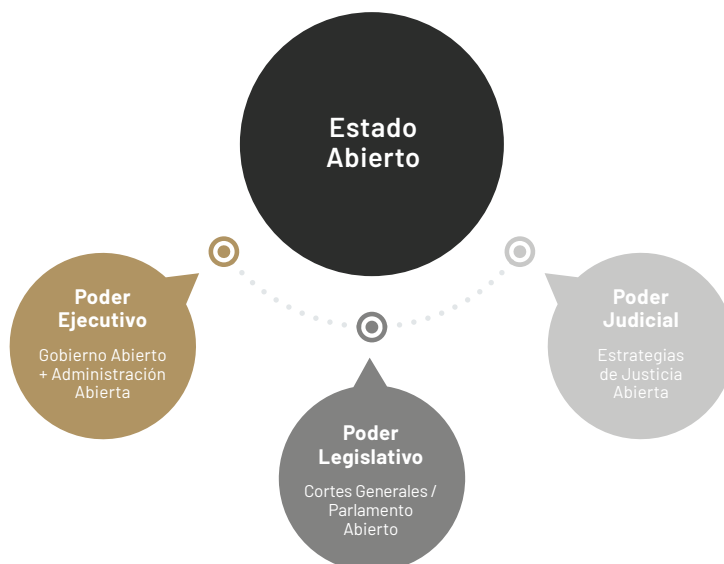 Estado
Abierto
Poder
Ejecutivo
Gobierno Abierto
+ Administración
Abierta
Poder
Legislativo
Cortes Generales /
Parlamento
Abierto
Poder
Judicial
Estrategias
de Justicia
Abierta